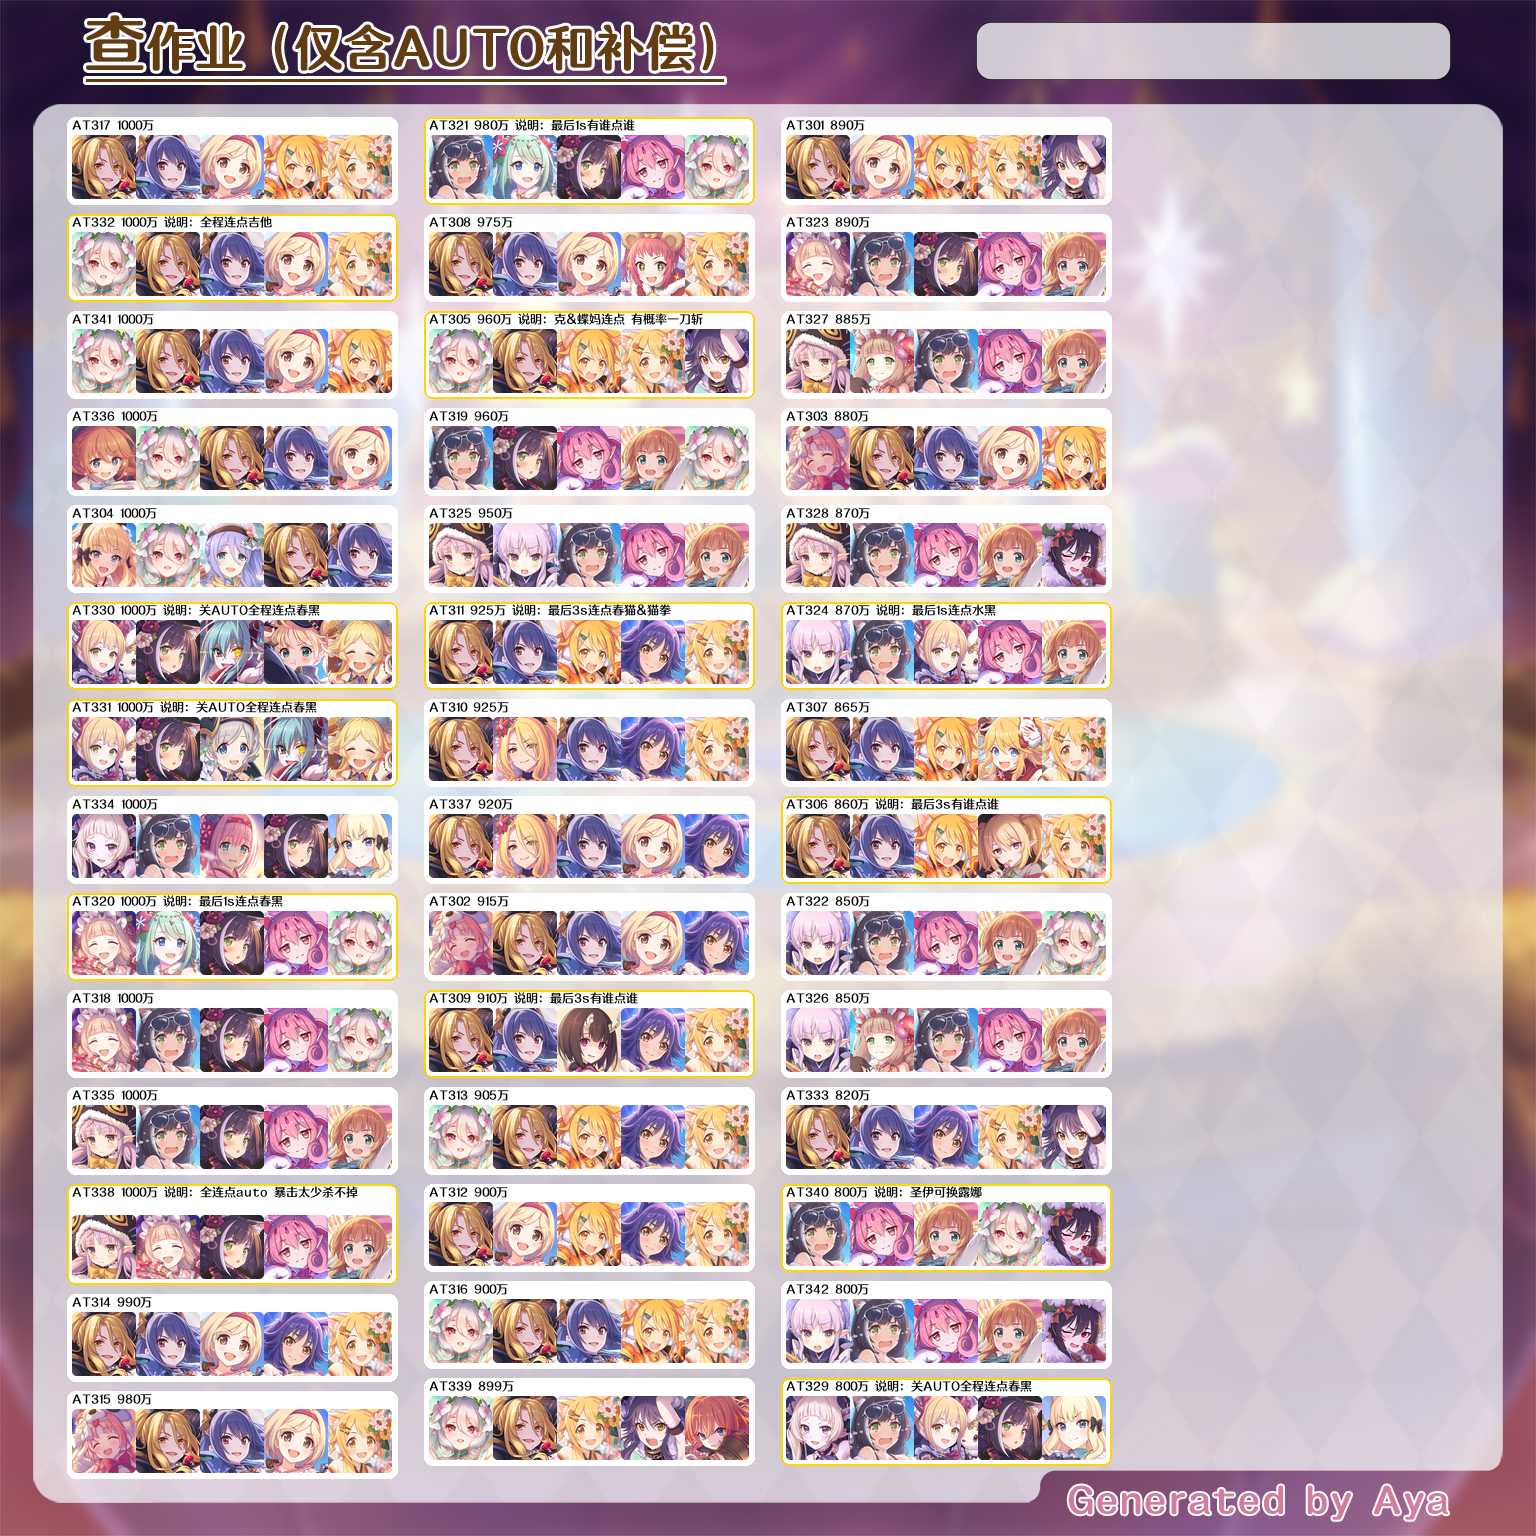 查作业（仅含AUTO和补偿）
AT317 1000万
AT332 1000万 说明：全程连点吉他
AT341 1000万
AT336 1000万
AT304 1000万
AT330 1000万 说明：关AUTO全程连点春黑
AT331 1000万 说明：关AUTO全程连点春黑
AT334 1000万
AT320 1000万 说明：最后1s连点春黑
AT318 1000万
AT335 1000万
AT338 1000万 说明：全连点auto 暴击太少杀不掉
AT314 990万
AT315 980万
AT321 980万 说明：最后1s有谁点谁
AT308 975万
AT305 960万 说明：克&蝶妈连点 有概率一刀斩
AT319 960万
AT325 950万
AT311 925万 说明：最后3s连点春猫&猫拳
AT310 925万
AT337 920万
AT302 915万
AT309 910万 说明：最后3s有谁点谁
AT313 905万
AT312 900万
AT316 900万
AT339 899万
AT301 890万
AT323 890万
AT327 885万
AT303 880万
AT328 870万
AT324 870万 说明：最后1s连点水黑
AT307 865万
AT306 860万 说明：最后3s有谁点谁
AT322 850万
AT326 850万
AT333 820万
AT340 800万 说明：圣伊可换露娜
AT342 800万
AT329 800万 说明：关AUTO全程连点春黑
Generated by Aya